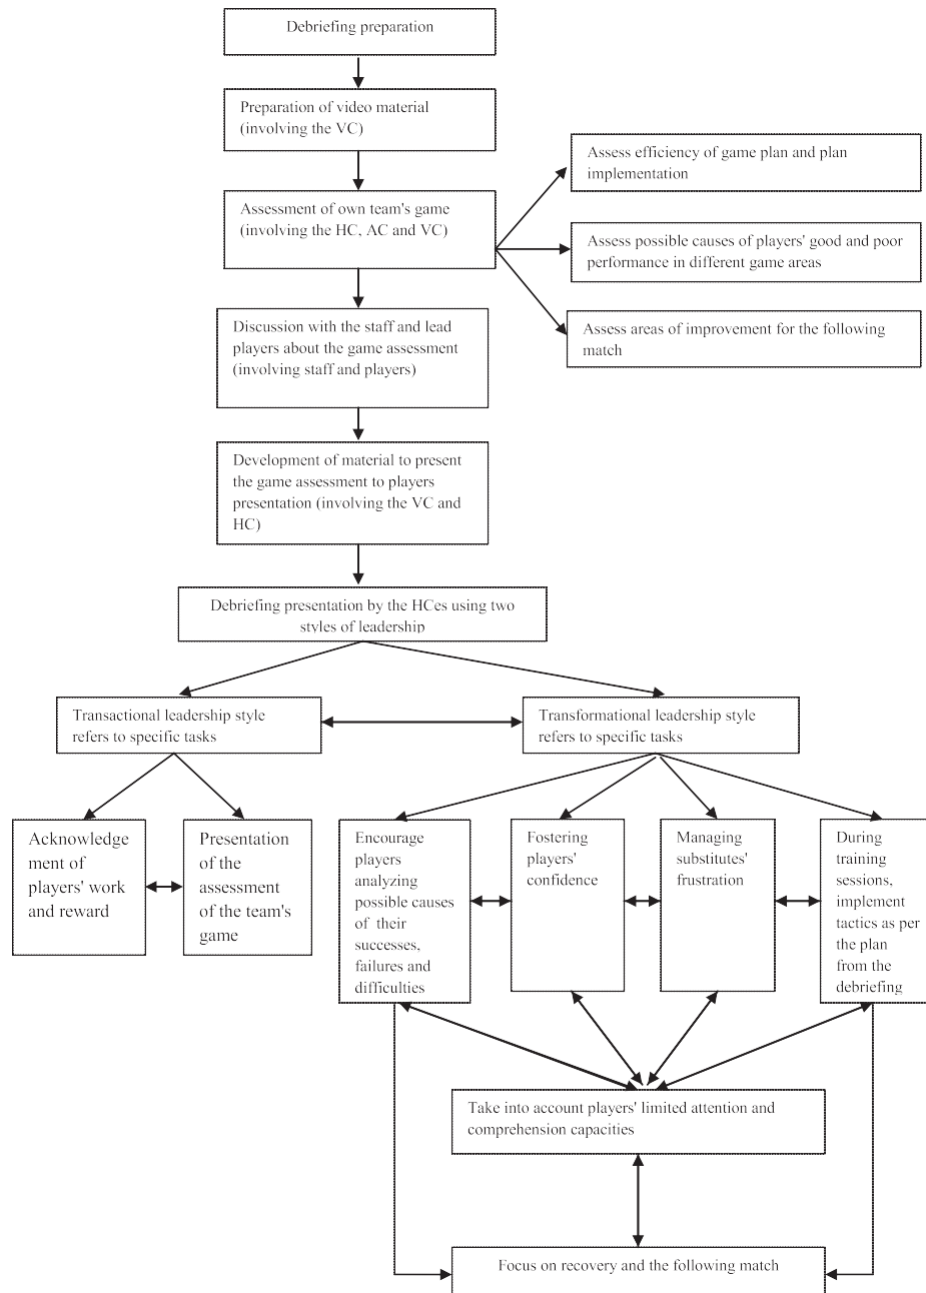 Debriefing preparation
Preparation of video material
(involving the VC)
Assess efficiency of game plan and plan
implementation
Assessment of own team's game
(involving the HC, AC and VC)
Assess possible causes of players' good and poor
performance in different game areas
Discussion with the staff and lead
players about the game assessment
(involving staff and players)
Assess areas of improvement for the following
match
Development of material to present
the game assessment to players
presentation (involving the VC and
HC)
Debriefing presentation by the HCes using two
styles of leadership
Transactional leadership style
refers to specific tasks
Transformational leadership style
refers to specific tasks
Acknowledge
ment of
players' work
and reward
Presentation
of the
assessment
of the team's
game
Encourage
players
analyzing
possible causes
of their
successes,
failures and
difficulties
Fostering
players'
confidence
Managing
substitutes'
frustration
During
training
sessions,
implement
tactics as per
the plan
from the
debriefing
Take into account players' limited attention and
comprehension capacities
Focus on recovery and the following match